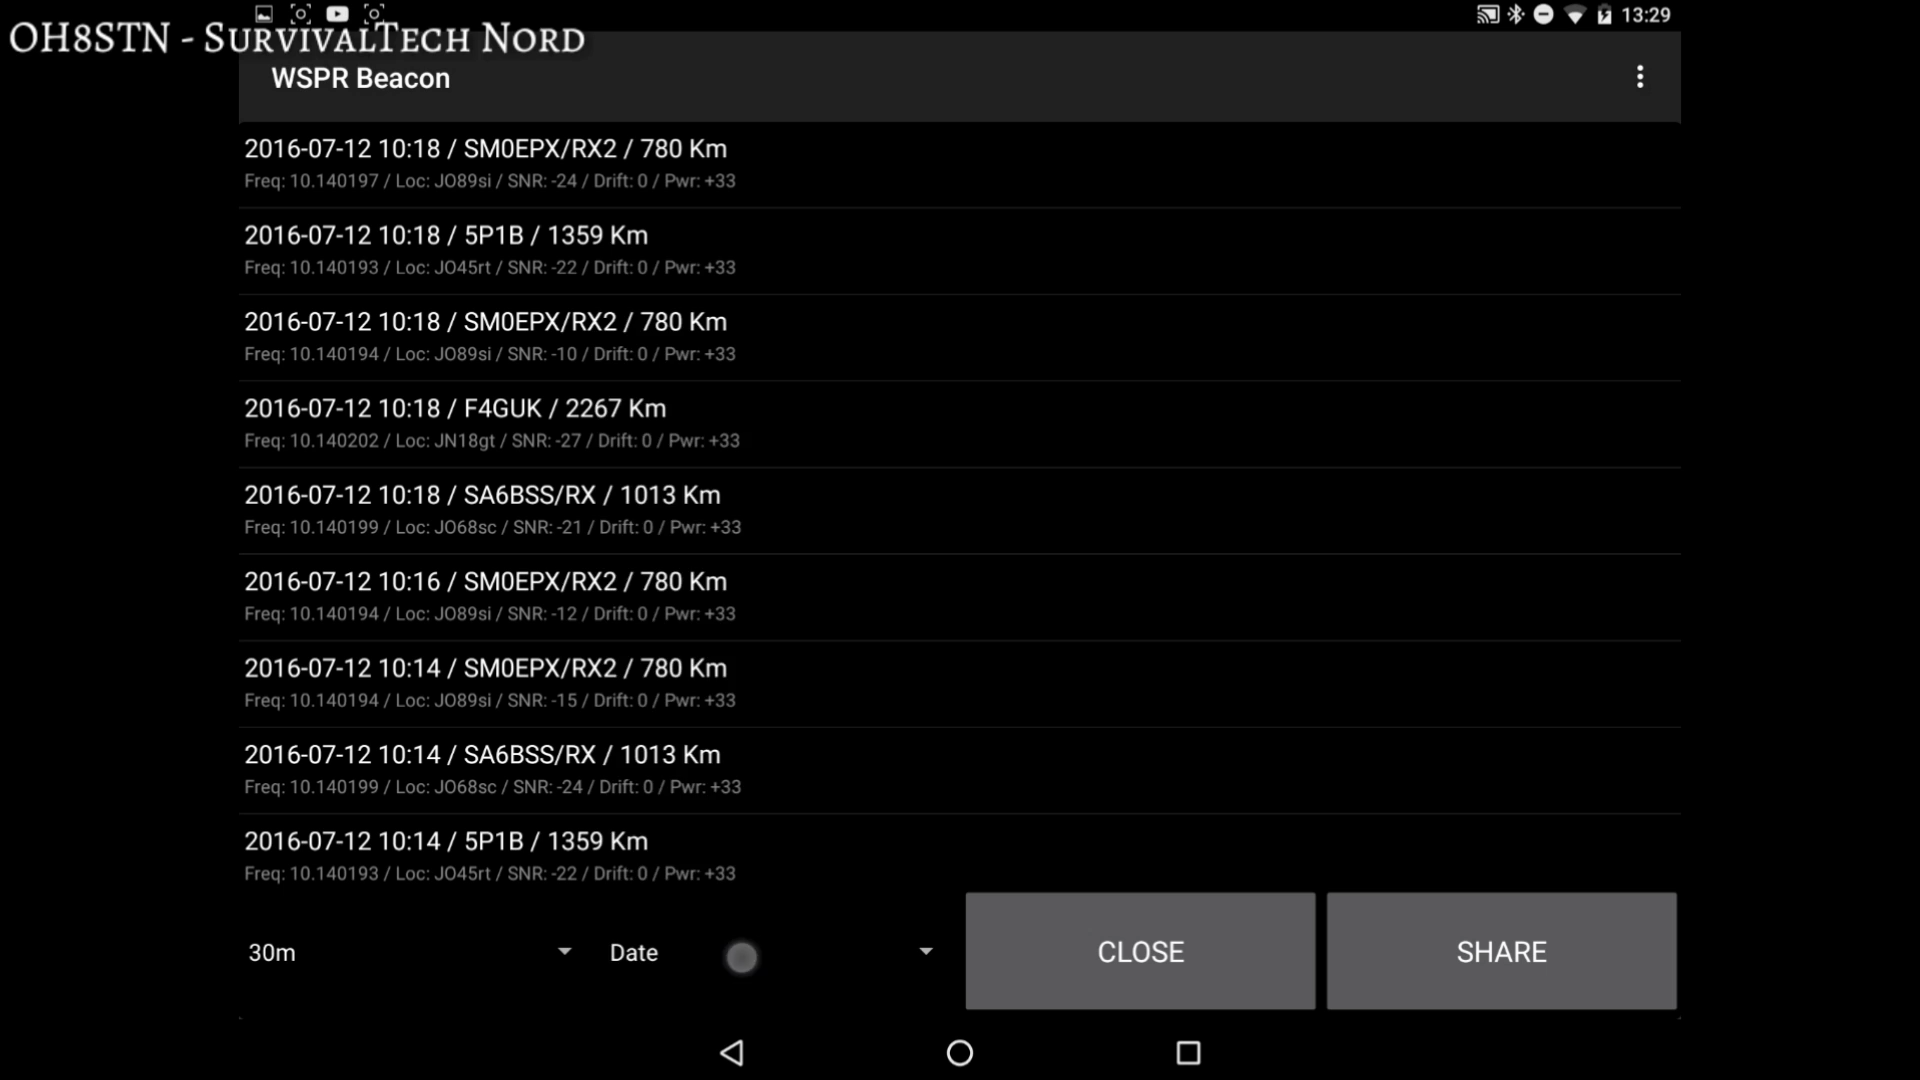 OH8STN - SurvivalTech Nord
13:29
WSPR Beacon
2016-07-12 10:18 / SM0EPX/RX2 / 780 Km
Freq: 10.140197 / Loc: JO89si / SNR: -24 / Drift: 0 / Pwr: +33
2016-07-12 10:18 / 5P1B / 1359 Km
Freq: 10.140193 / Loc: JO45rt / SNR: -22 / Drift: 0 / Pwr: +33
2016-07-12 10:18 / SM0EPX/RX2 / 780 Km
Freq: 10.140194 / Loc: JO89si / SNR: -10 / Drift: 0 / Pwr: +33
2016-07-12 10:18 / F4GUK / 2267 Km
Freq: 10.140202 / Loc: JN18gt / SNR: -27 / Drift: 0 / Pwr: +33
2016-07-12 10:18 / SA6BSS/RX / 1013 Km
Freq: 10.140199 / Loc: JO68sc / SNR: -21 / Drift: 0 / Pwr: +33
2016-07-12 10:16 / SM0EPX/RX2 / 780 Km
Freq: 10.140194 / Loc: JO89si / SNR: -12 / Drift: 0 / Pwr: +33
2016-07-12 10:14 / SM0EPX/RX2 / 780 Km
Freq: 10.140194 / Loc: JO89si / SNR: -15 / Drift: 0 / Pwr: +33
2016-07-12 10:14 / SA6BSS/RX / 1013 Km
Freq: 10.140199 / Loc: JO68sc / SNR: -24 / Drift: 0 / Pwr: +33
2016-07-12 10:14 / 5P1B / 1359 Km
Freq: 10.140193 / Loc: JO45rt / SNR: -22 / Drift: 0 / Pwr: +33
30m
Date
CLOSE
SHARE